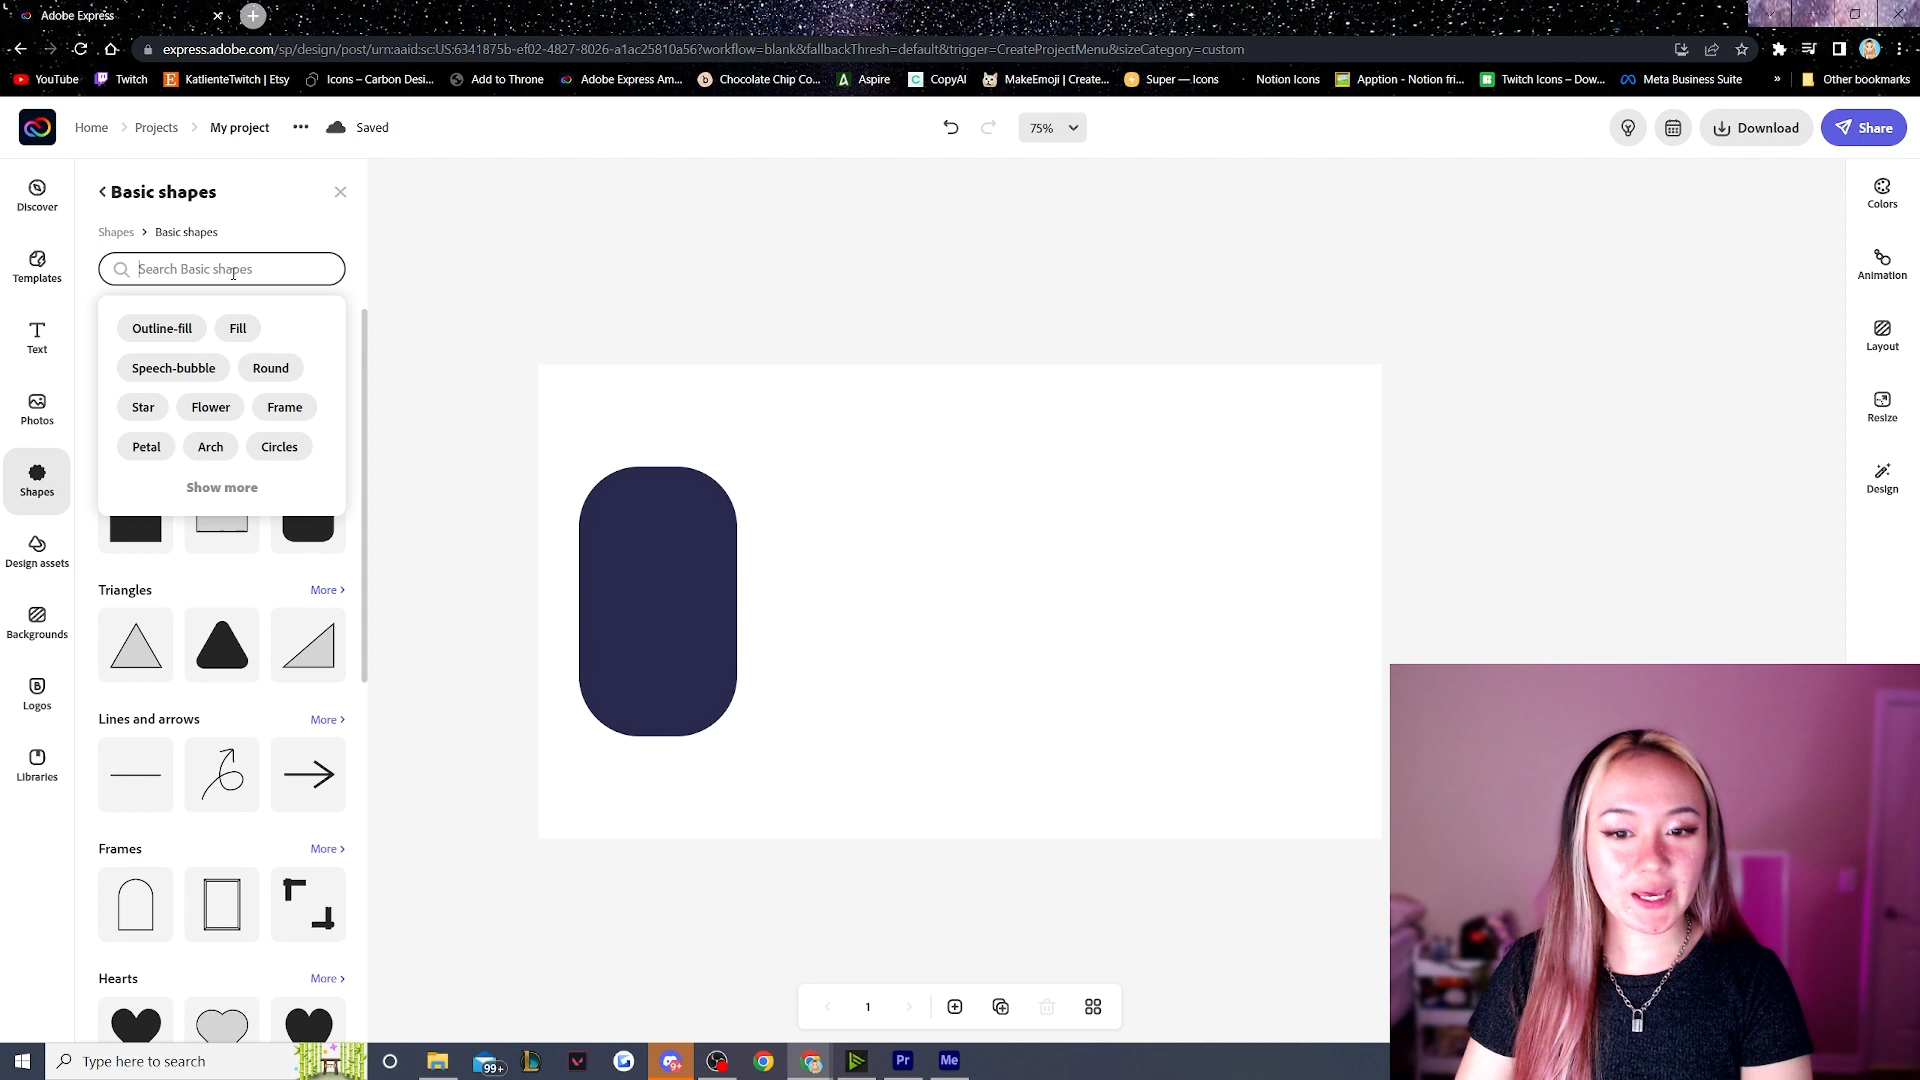 Adobe Express
express.adobe.com/sp/design/post/urn:aaid:sc:US:6341875b-ef02-4827-8026-a1ac25810a56?workflow=blank&fallbackThresh=default&trigger=CreateProjectMenu&sizeCategory=custom
YouTube Twitch KatlienteTwitch | Etsy Icons – Carbon Desi... Add to Throne Adobe Express Am... Chocolate Chip Co... Aspire CopyAI MakeEmoji | Create... Super — Icons Notion Icons Apption - Notion fri... Twitch Icons – Dow... Meta Business Suite » Other bookmarks
Home Projects My project ••• Saved 75% Download Share
Discover
Templates
Text
Photos
Shapes
Design assets
Backgrounds
Logos
Libraries
Basic shapes
Shapes > Basic shapes
Search Basic shapes
Outline-fill Fill
Speech-bubble Round
Star Flower Frame
Petal Arch Circles
Show more
Triangles More >
Lines and arrows More >
Frames More >
Hearts More >
1
Colors
Animation
Layout
Resize
Design
Type here to search
99+
9+
Pr
Me